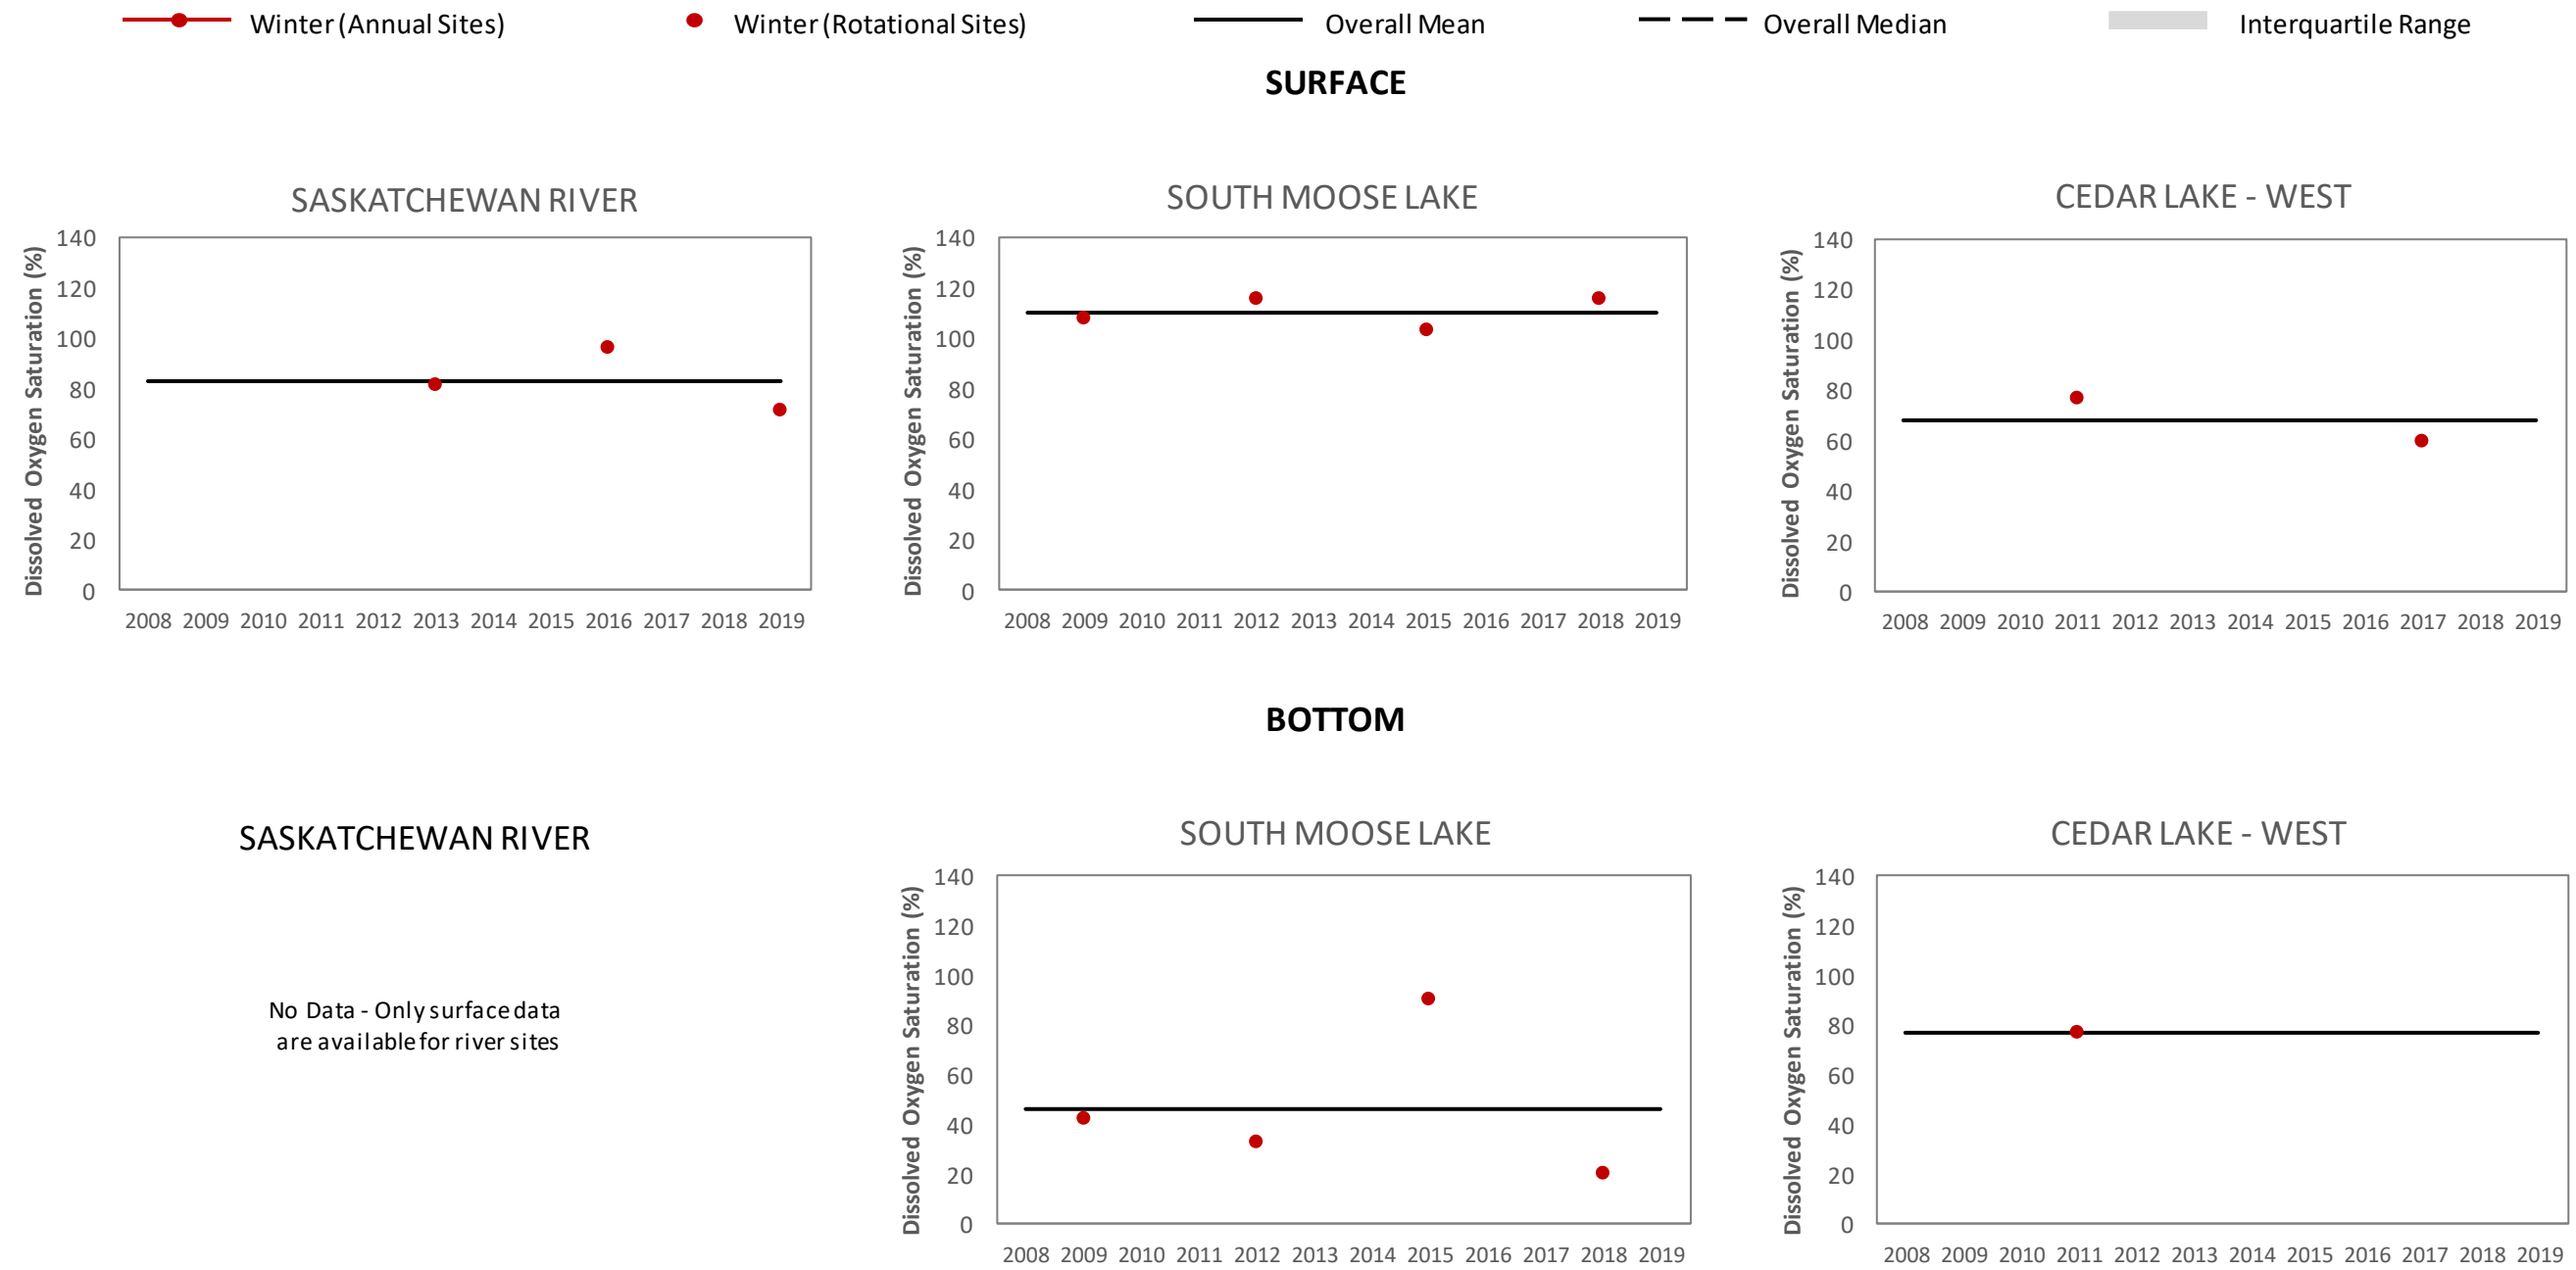 Winter (Annual Sites) Winter (Rotational Sites) Overall Mean Overall Median Interquartile Range
SURFACE
SASKATCHEWAN RIVER
Dissolved Oxygen Saturation (%)
140
120
100
80
60
40
20
0
2008 2009 2010 2011 2012 2013 2014 2015 2016 2017 2018 2019
SOUTH MOOSE LAKE
Dissolved Oxygen Saturation (%)
140
120
100
80
60
40
20
0
2008 2009 2010 2011 2012 2013 2014 2015 2016 2017 2018 2019
CEDAR LAKE - WEST
Dissolved Oxygen Saturation (%)
140
120
100
80
60
40
20
0
2008 2009 2010 2011 2012 2013 2014 2015 2016 2017 2018 2019
BOTTOM
SASKATCHEWAN RIVER
No Data - Only surface data
are available for river sites
SOUTH MOOSE LAKE
Dissolved Oxygen Saturation (%)
140
120
100
80
60
40
20
0
2008 2009 2010 2011 2012 2013 2014 2015 2016 2017 2018 2019
CEDAR LAKE - WEST
Dissolved Oxygen Saturation (%)
140
120
100
80
60
40
20
0
2008 2009 2010 2011 2012 2013 2014 2015 2016 2017 2018 2019